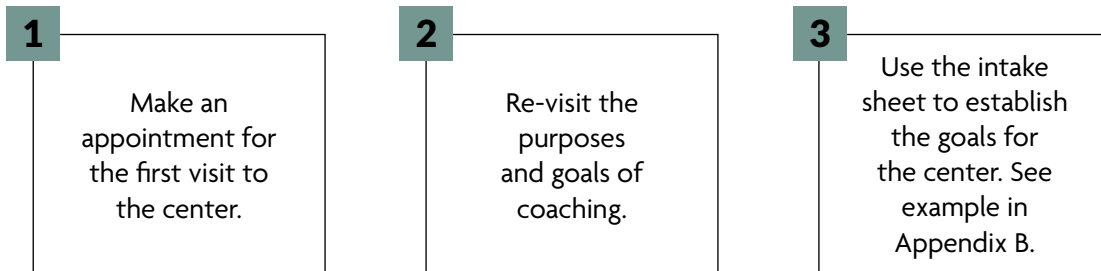 1
Make an
appointment for
the first visit to
the center.
2
Re-visit the
purposes
and goals of
coaching.
3
Use the intake
sheet to establish
the goals for
the center. See
example in
Appendix B.